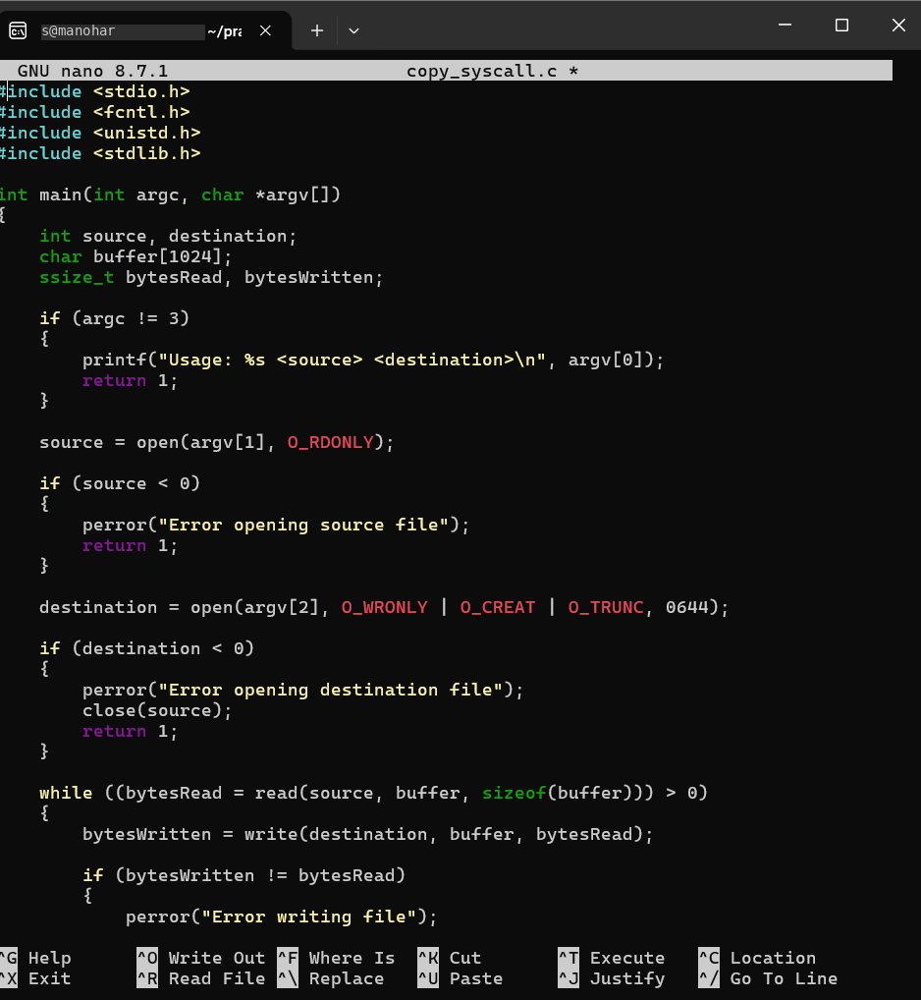 s@manohar ~/pra
GNU nano 8.7.1 copy_syscall.c *
#include <stdio.h>
#include <fcntl.h>
#include <unistd.h>
#include <stdlib.h>
int main(int argc, char *argv[])
{
    int source, destination;
    char buffer[1024];
    ssize_t bytesRead, bytesWritten;
    if (argc != 3)
    {
        printf("Usage: %s <source> <destination>\n", argv[0]);
        return 1;
    }
    source = open(argv[1], O_RDONLY);
    if (source < 0)
    {
        perror("Error opening source file");
        return 1;
    }
    destination = open(argv[2], O_WRONLY | O_CREAT | O_TRUNC, 0644);
    if (destination < 0)
    {
        perror("Error opening destination file");
        close(source);
        return 1;
    }
    while ((bytesRead = read(source, buffer, sizeof(buffer))) > 0)
    {
        bytesWritten = write(destination, buffer, bytesRead);
        if (bytesWritten != bytesRead)
        {
            perror("Error writing file");
^G Help ^O Write Out ^F Where Is ^K Cut ^T Execute ^C Location
^X Exit ^R Read File ^\ Replace ^U Paste ^J Justify ^/ Go To Line